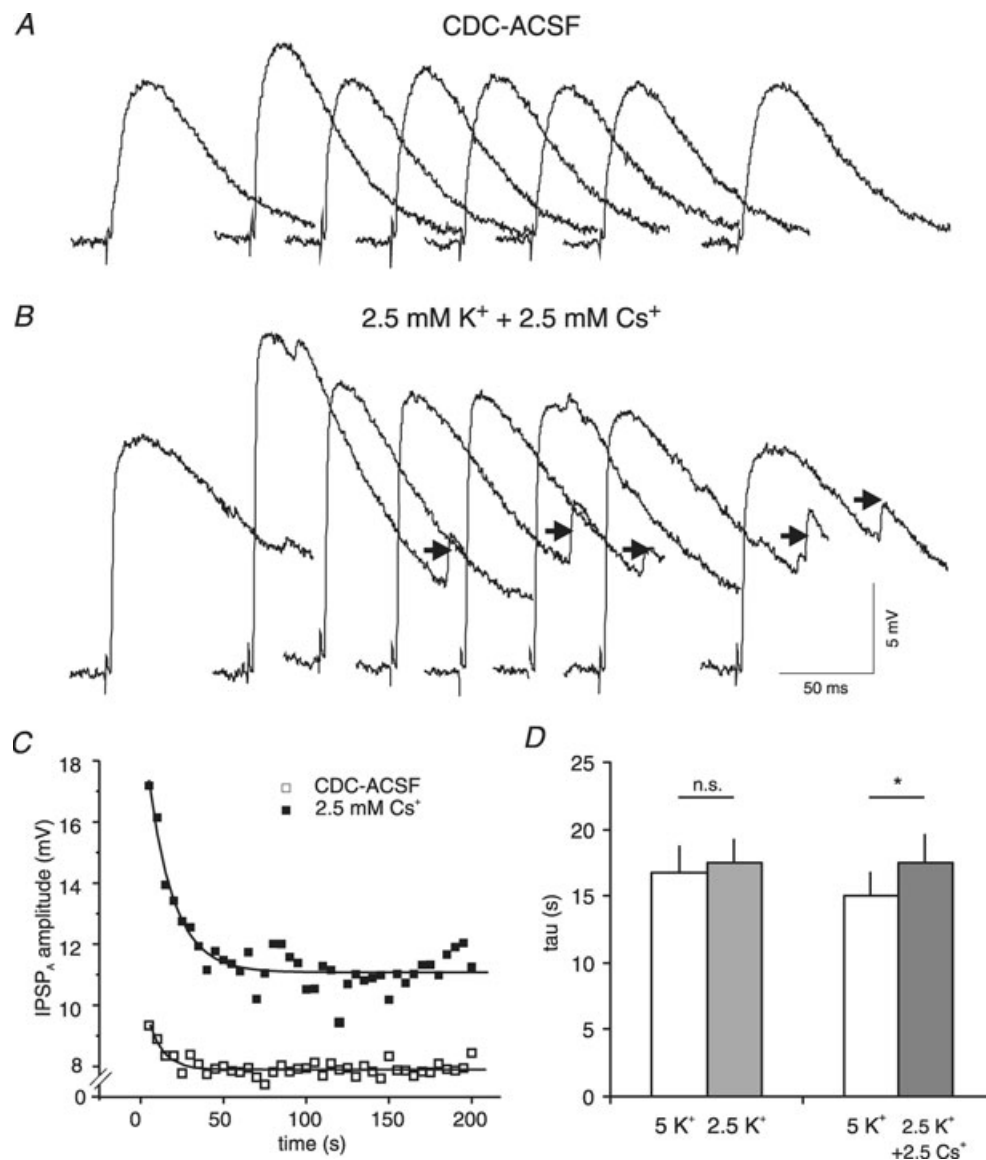 A
CDC-ACSF
B
2.5 mM K⁺ + 2.5 mM Cs⁺
5 mV
50 ms
C
18
16
14
12
10
8
0
IPSP_A amplitude (mV)
CDC-ACSF
2.5 mM Cs⁺
0 50 100 150 200
time (s)
D
25
20
15
10
5
0
tau (s)
n.s.
*
5 K⁺ 2.5 K⁺ 5 K⁺ 2.5 K⁺
+2.5 Cs⁺